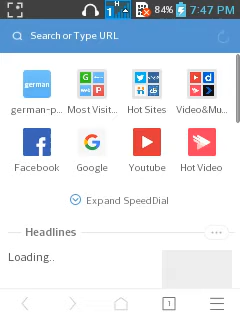 1 H 84% 7:47 PM
Search or Type URL
german
german-p... Most Visit... Hot Sites Video&Mu...
Facebook Google Youtube Hot Video
Expand SpeedDial
Headlines
Loading..
1